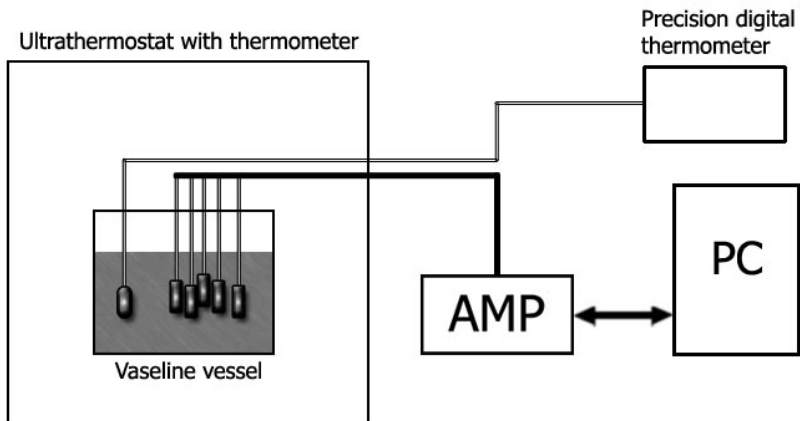 Precision digital
thermometer
Ultrathermostat with thermometer
PC
AMP
Vaseline vessel